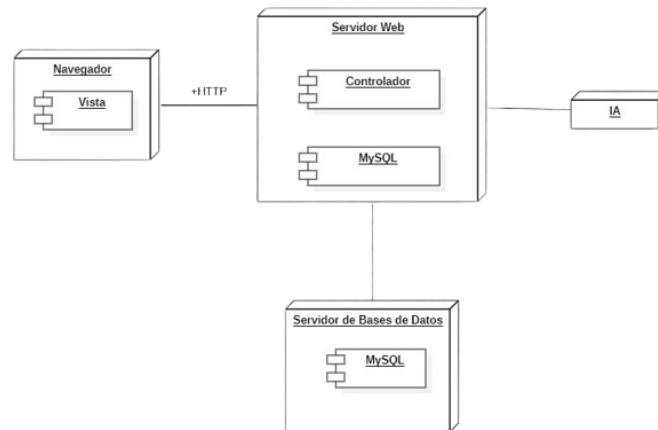 Servidor Web
Navegador
Controlador
Vista
+HTTP
IA
MySQL
Servidor de Bases de Datos
MySQL